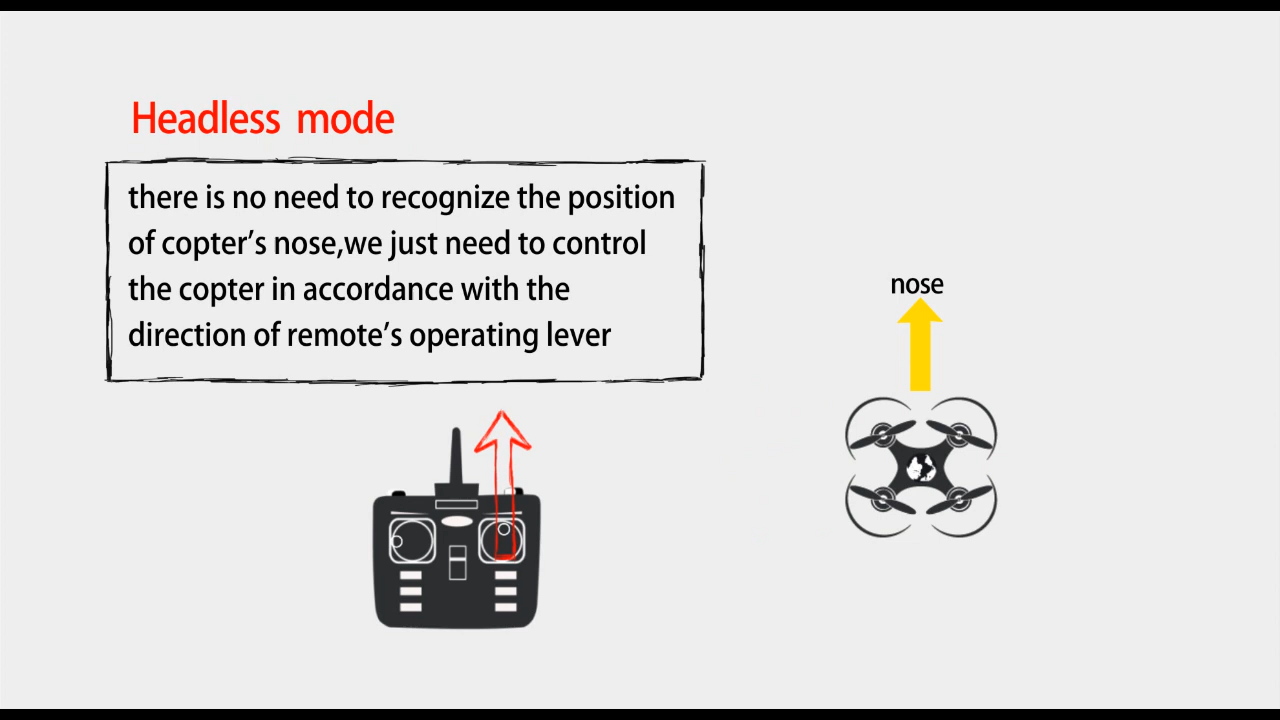 Headless mode
there is no need to recognize the position
of copter’s nose,we just need to control
the copter in accordance with the
direction of remote’s operating lever
nose